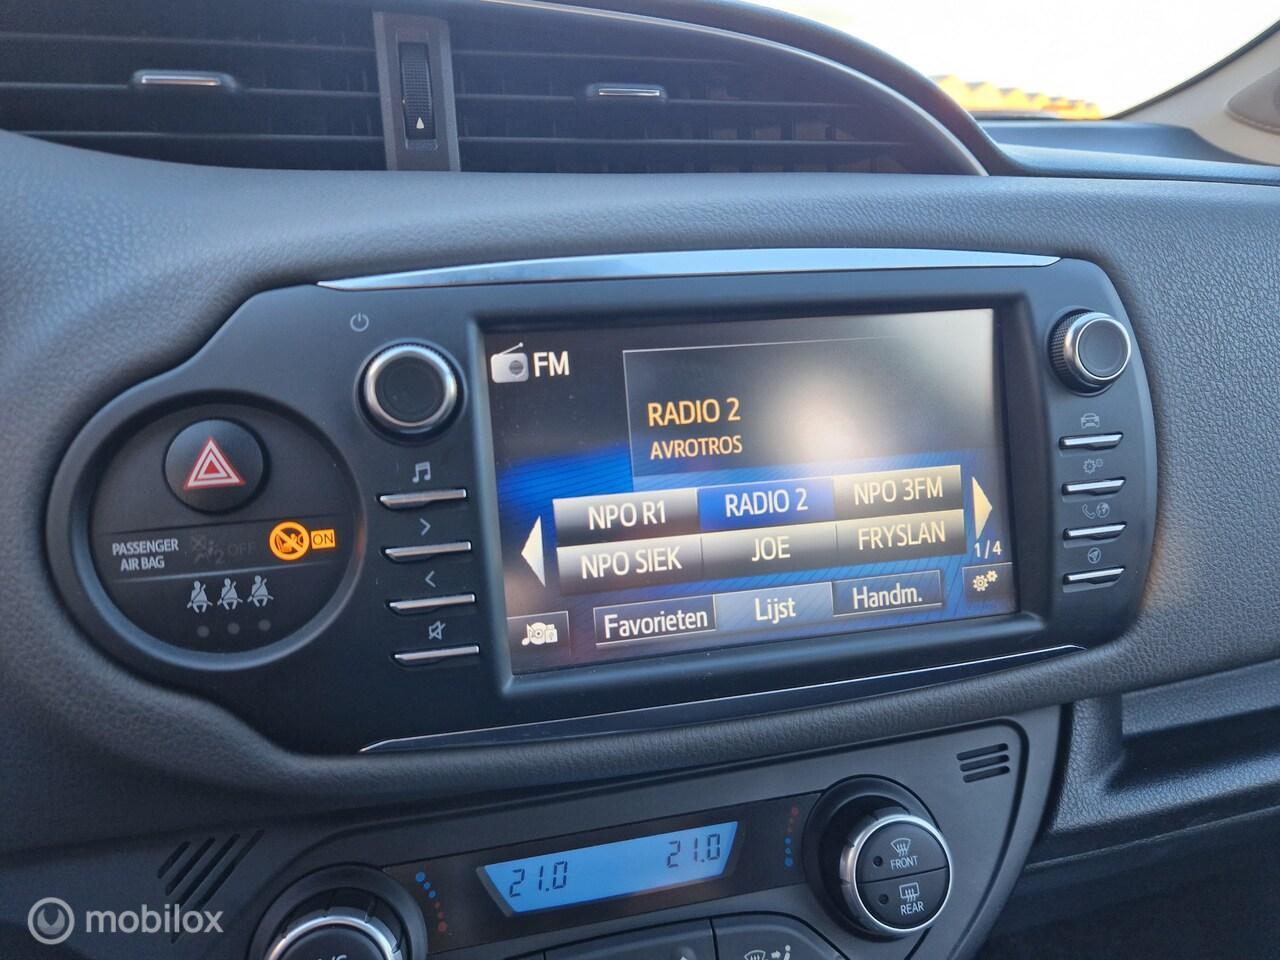 FM
RADIO 2
AVROTROS
NPO R1
RADIO 2
NPO 3FM
NPO SIEK
JOE
FRYSLAN
1/4
Favorieten
Lijst
Handm.
PASSENGER
AIR BAG
2 OFF
ON
21.0
21.0
FRONT
REAR
mobilox